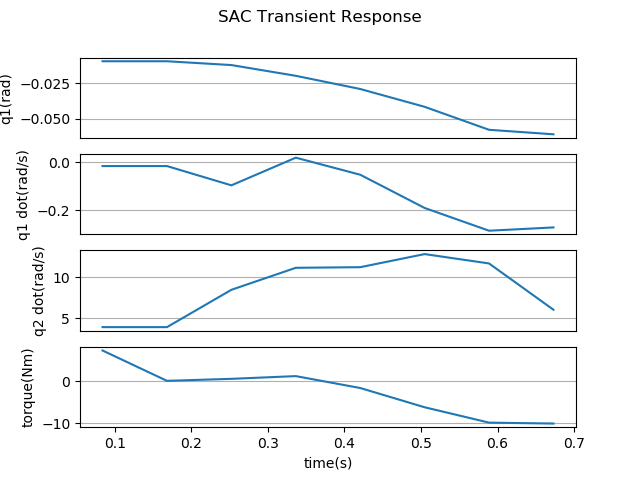 SAC Transient Response
q1(rad)
−0.025
−0.050
q1 dot(rad/s)
0.0
−0.2
q2 dot(rad/s)
10
5
torque(Nm)
0
−10
0.1 0.2 0.3 0.4 0.5 0.6 0.7
time(s)